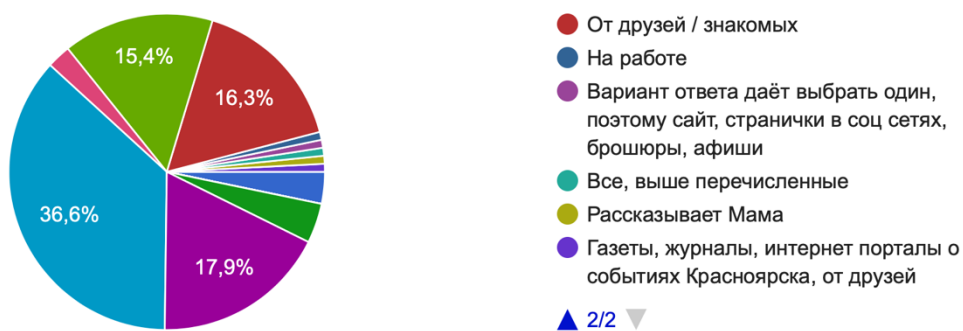 15,4%
16,3%
36,6%
17,9%
От друзей / знакомых
На работе
Вариант ответа даёт выбрать один,
поэтому сайт, странички в соц сетях,
брошюры, афиши
Все, выше перечисленные
Рассказывает Мама
Газеты, журналы, интернет порталы о
событиях Красноярска, от друзей
2/2